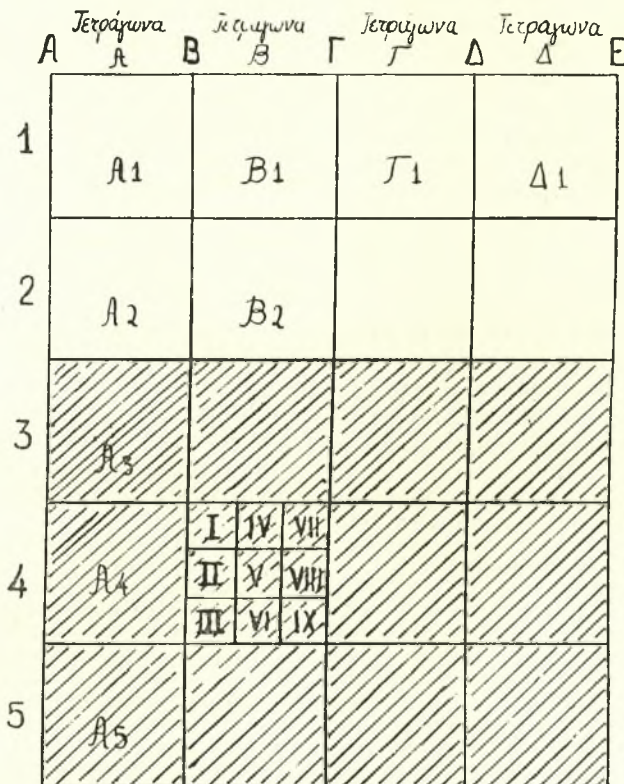 Τετράγωνα Τετράγωνα Τετράγωνα Τετράγωνα
Α Α Β Β Γ Γ Δ Δ Ε
1 Α1 Β1 Γ1 Δ1
2 Α2 Β2
3 Α3
I IV VII
4 Α4 II V VIII
III VI IX
5 Α5